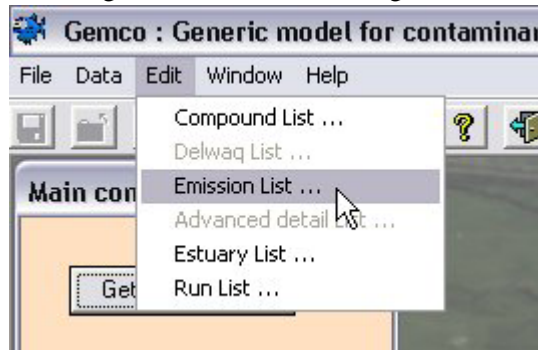 Gemco : Generic model for contaminar
File Data Edit Window Help
Compound List ...
Delwaq List ...
Main con
Emission List ...
Advanced detail List ...
Estuary List ...
Get
Run List ...